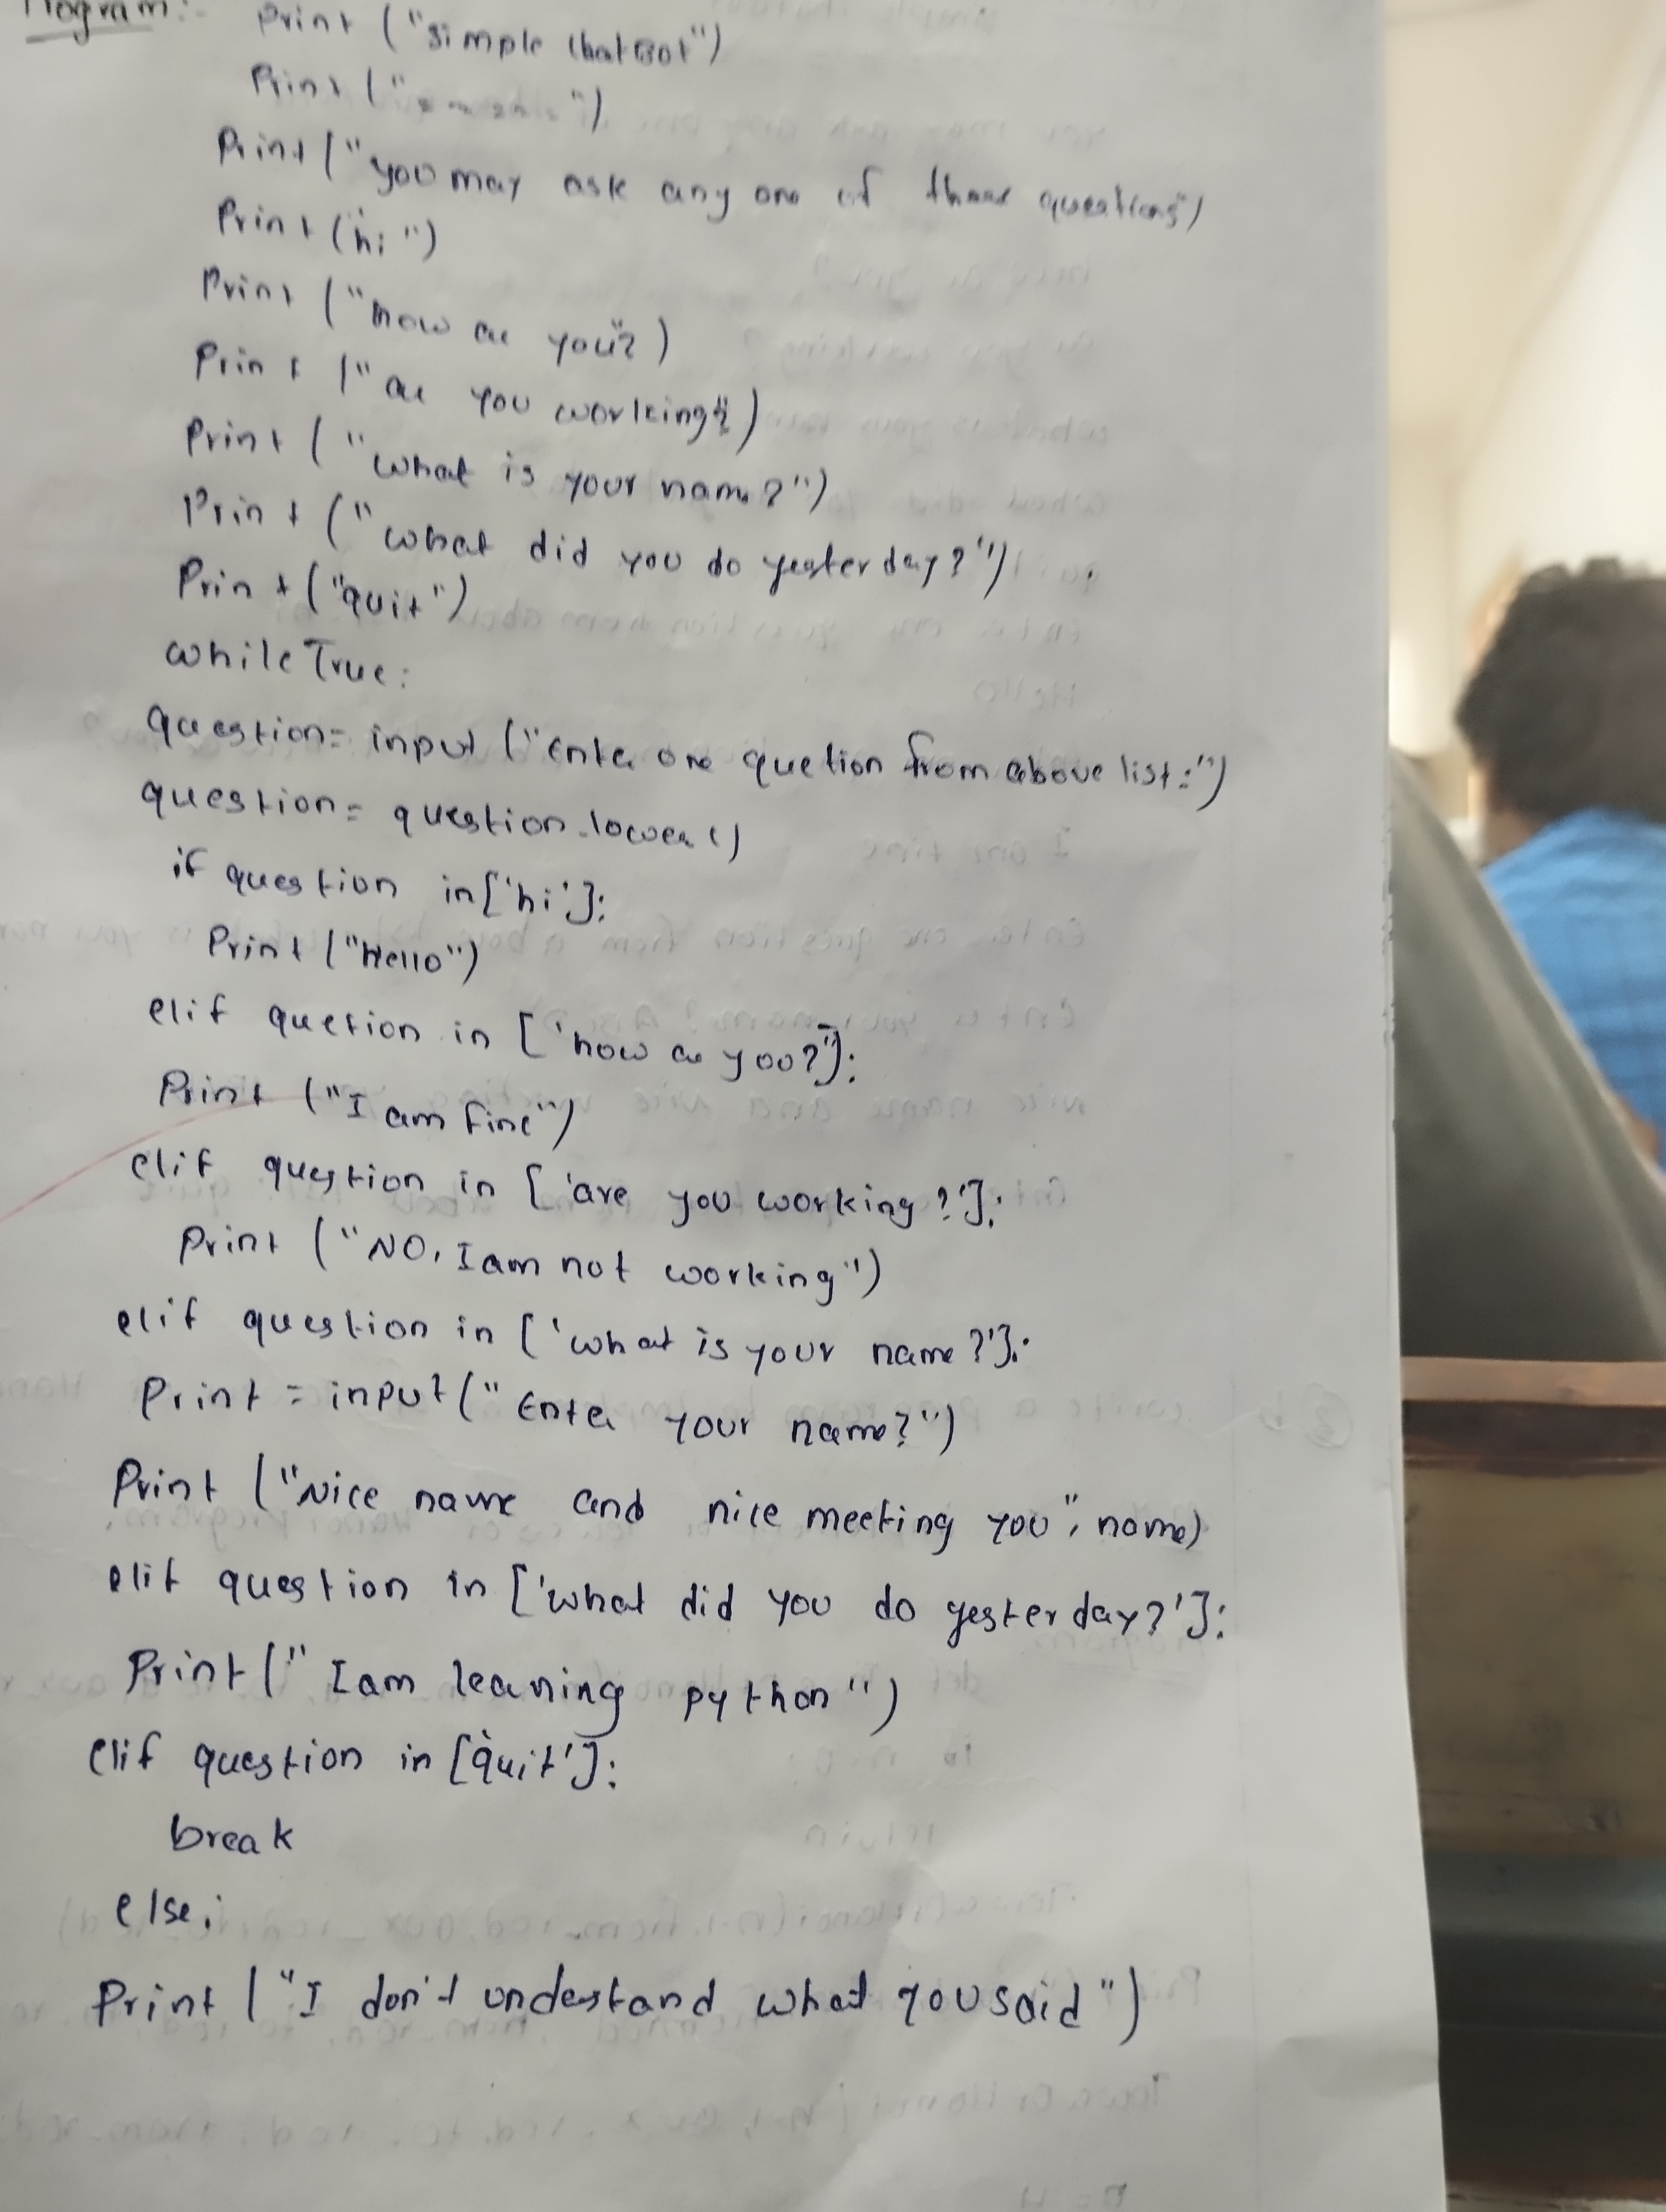 Program:- Print ("Simple ChatBot")
Print (" ")
Print ("you may ask any one of these questions")
Print ("hi")
Print ("how are you"?)
Print ("are you working"?)
Print ("what is your name?")
Print ("what did you do yesterday?")
Print ("quit")
while True:
question= input ("Enter one quetion from above list:")
question= question.lower()
if question in['hi']:
Print ("Hello")
elif question in ['how are you?']:
Print ("I am fine")
elif question in ['are you working?']:
Print ("NO, I am not working")
elif question in ['what is your name?']:
Print = input ("Enter your name?")
Print ("Nice name and nice meeting you", name)
elif question in ['what did you do yesterday?']:
Print (" I am learning python")
elif question in ['quit']:
break
else:
Print ("I don't understand what you said")